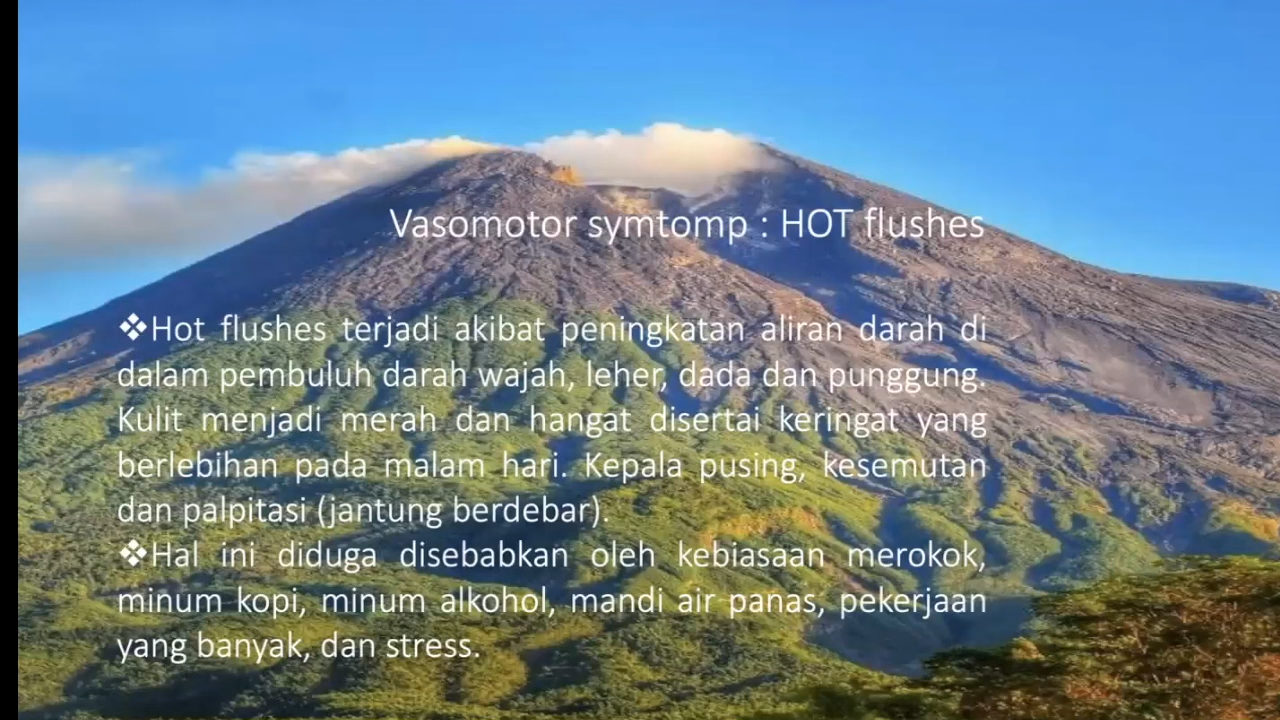 Vasomotor symtomp : HOT flushes
❖Hot flushes terjadi akibat peningkatan aliran darah di
dalam pembuluh darah wajah, leher, dada dan punggung.
Kulit menjadi merah dan hangat disertai keringat yang
berlebihan pada malam hari. Kepala pusing, kesemutan
dan palpitasi (jantung berdebar).
❖Hal ini diduga disebabkan oleh kebiasaan merokok,
minum kopi, minum alkohol, mandi air panas, pekerjaan
yang banyak, dan stress.